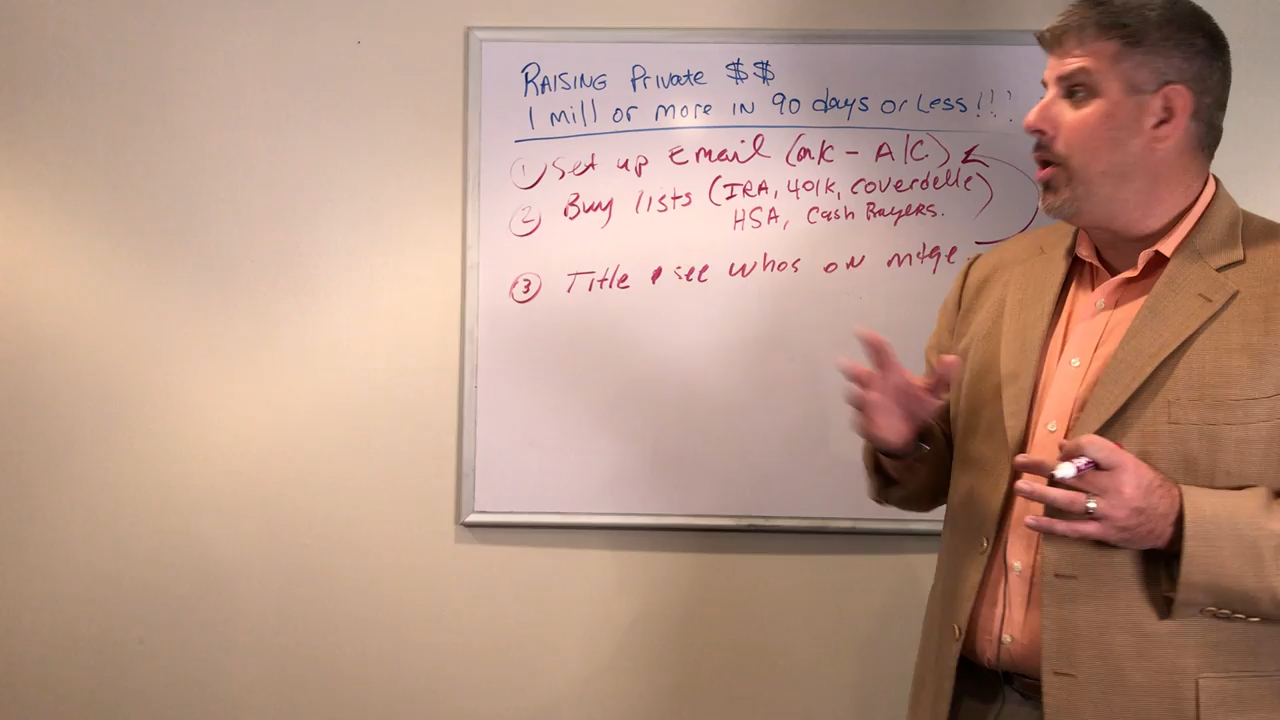 RAISING Private $$
1 mill or more in 90 days or Less!!!
1 Set up Email (mk - A/C)
2 Buy lists (IRA, 401k, coverdelle)
HSA, Cash Buyers.
3 Title see whos on mtge.